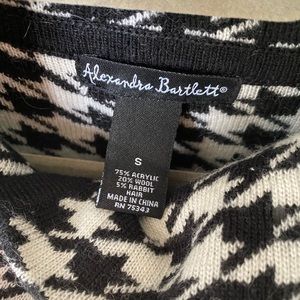 Alexandra Bartlett®
S
75% ACRYLIC
20% WOOL
5% RABBIT
HAIR
MADE IN CHINA
RN 75343